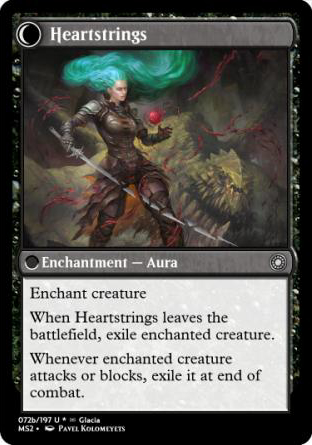 Heartstrings
Enchantment — Aura
Enchant creature
When Heartstrings leaves the
battlefield, exile enchanted creature.
Whenever enchanted creature
attacks or blocks, exile it at end of
combat.
072b/197 U * ∞ Glacia
MS2 • Pavel Kolomeyets